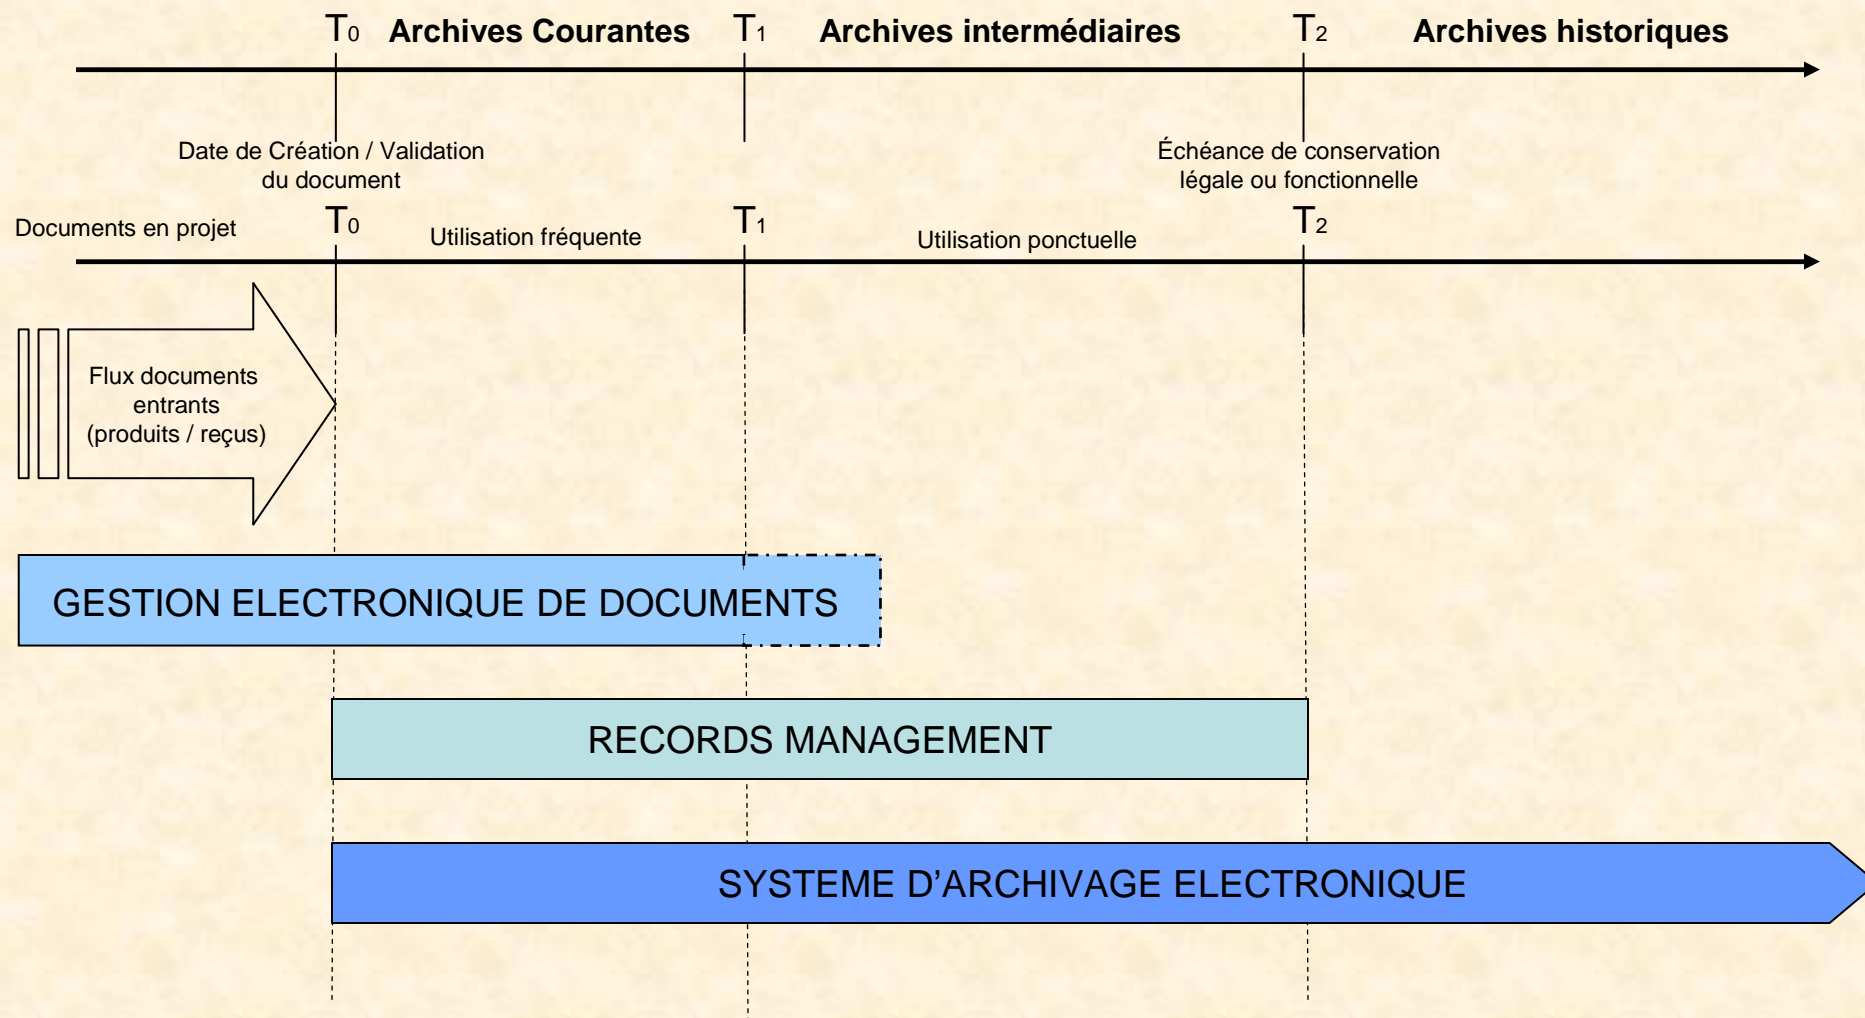 T0 Archives Courantes T1 Archives intermédiaires T2 Archives historiques
Date de Création / Validation
du document
Échéance de conservation
légale ou fonctionnelle
Documents en projet T0 Utilisation fréquente T1 Utilisation ponctuelle T2
Flux documents
entrants
(produits / reçus)
GESTION ELECTRONIQUE DE DOCUMENTS
RECORDS MANAGEMENT
SYSTEME D’ARCHIVAGE ELECTRONIQUE